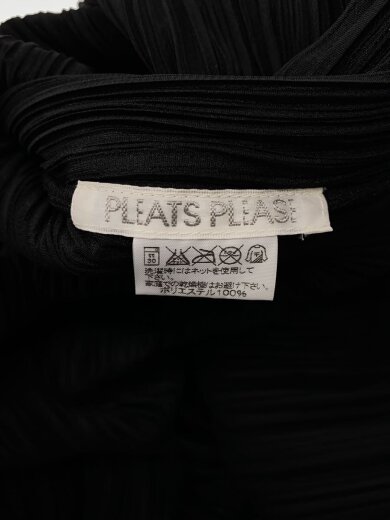 PLEATS PLEASE
洗濯時にはネットを使用して
下さい。
家庭での乾燥機はお避け下さい。
ポリエステル100%